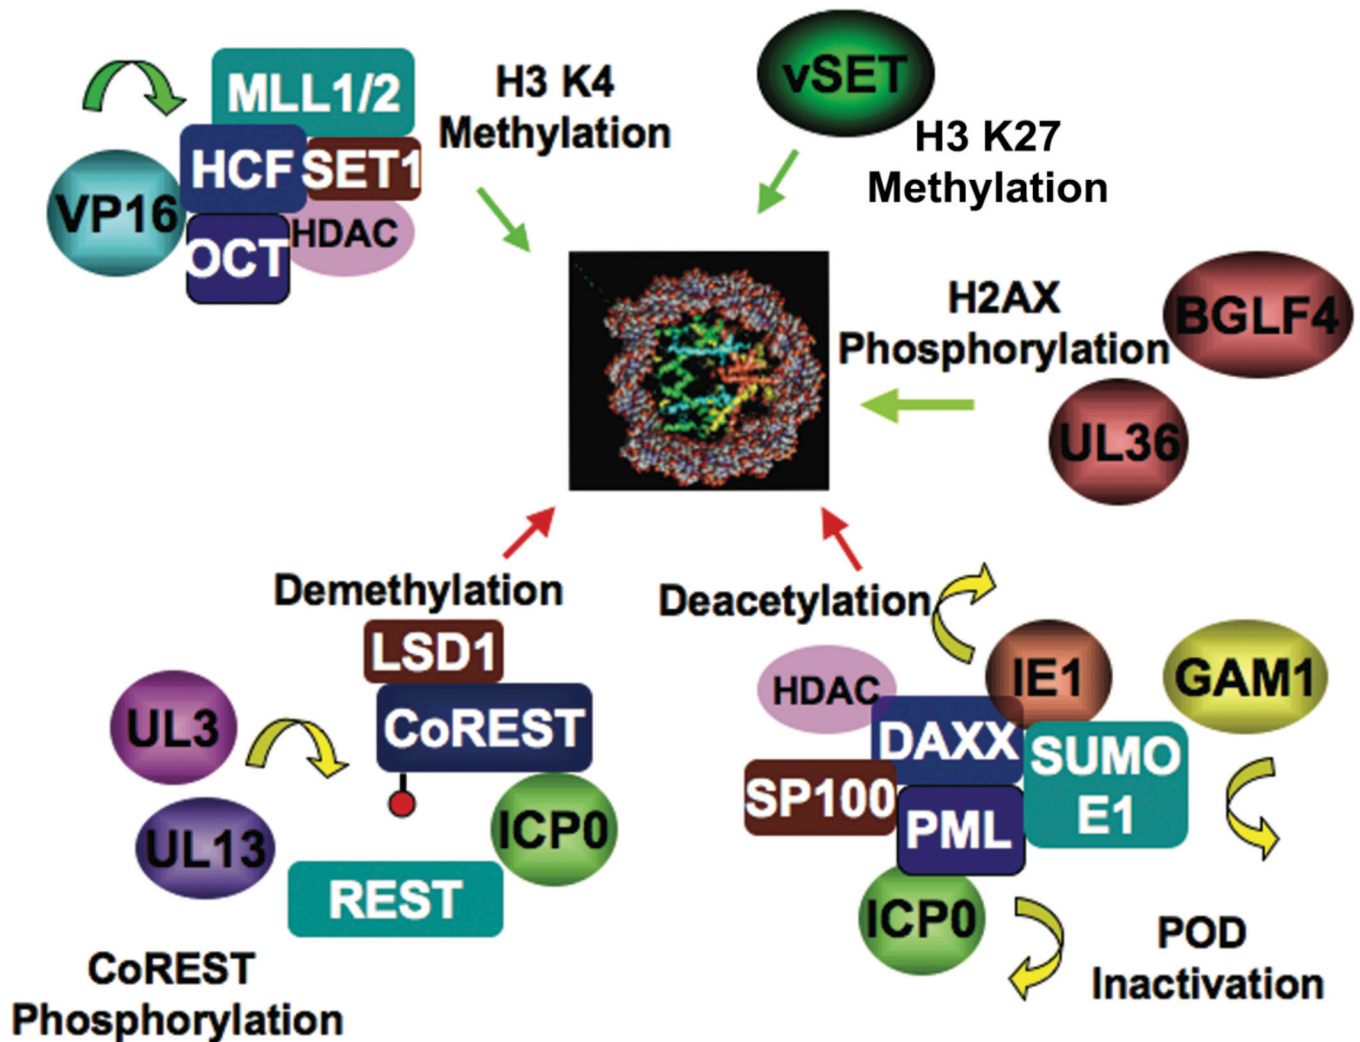 MLL1/2
HCF
SET1
VP16
OCT
HDAC
H3 K4
Methylation
vSET
H3 K27
Methylation
H2AX
Phosphorylation
BGLF4
UL36
Demethylation
LSD1
CoREST
UL3
UL13
ICP0
REST
CoREST
Phosphorylation
Deacetylation
HDAC
IE1
GAM1
DAXX
SUMO
E1
SP100
PML
ICP0
POD
Inactivation